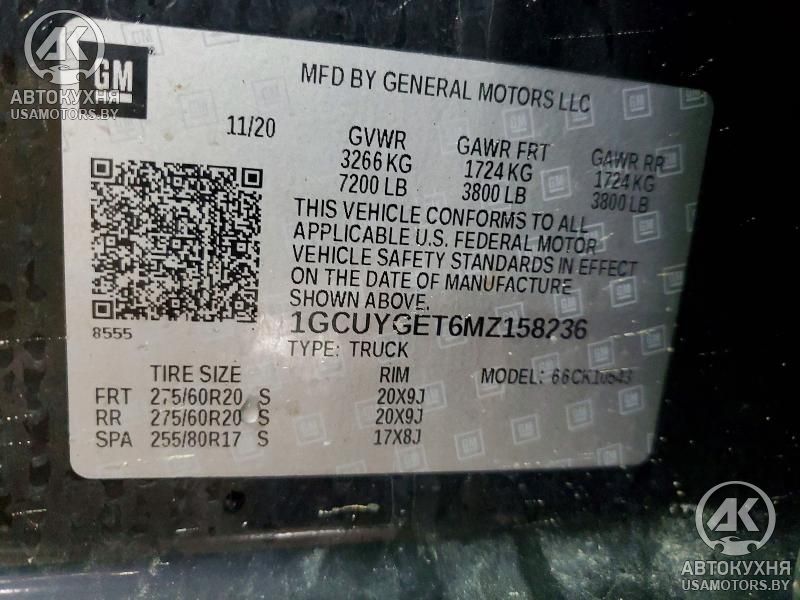 AK
АВТОКУХНЯ
USAMOTORS.BY
GM
MFD BY GENERAL MOTORS LLC
11/20
GVWR
3266 KG
7200 LB
GAWR FRT
1724 KG
3800 LB
GAWR RR
1724 KG
3800 LB
THIS VEHICLE CONFORMS TO ALL
APPLICABLE U.S. FEDERAL MOTOR
VEHICLE SAFETY STANDARDS IN EFFECT
ON THE DATE OF MANUFACTURE
SHOWN ABOVE.
8555
1GCUYGET6MZ158236
TYPE: TRUCK
TIRE SIZE RIM MODEL: 66CK10543
FRT 275/60R20 S 20X9J
RR 275/60R20 S 20X9J
SPA 255/80R17 S 17X8J
AK
АВТОКУХНЯ
USAMOTORS.BY